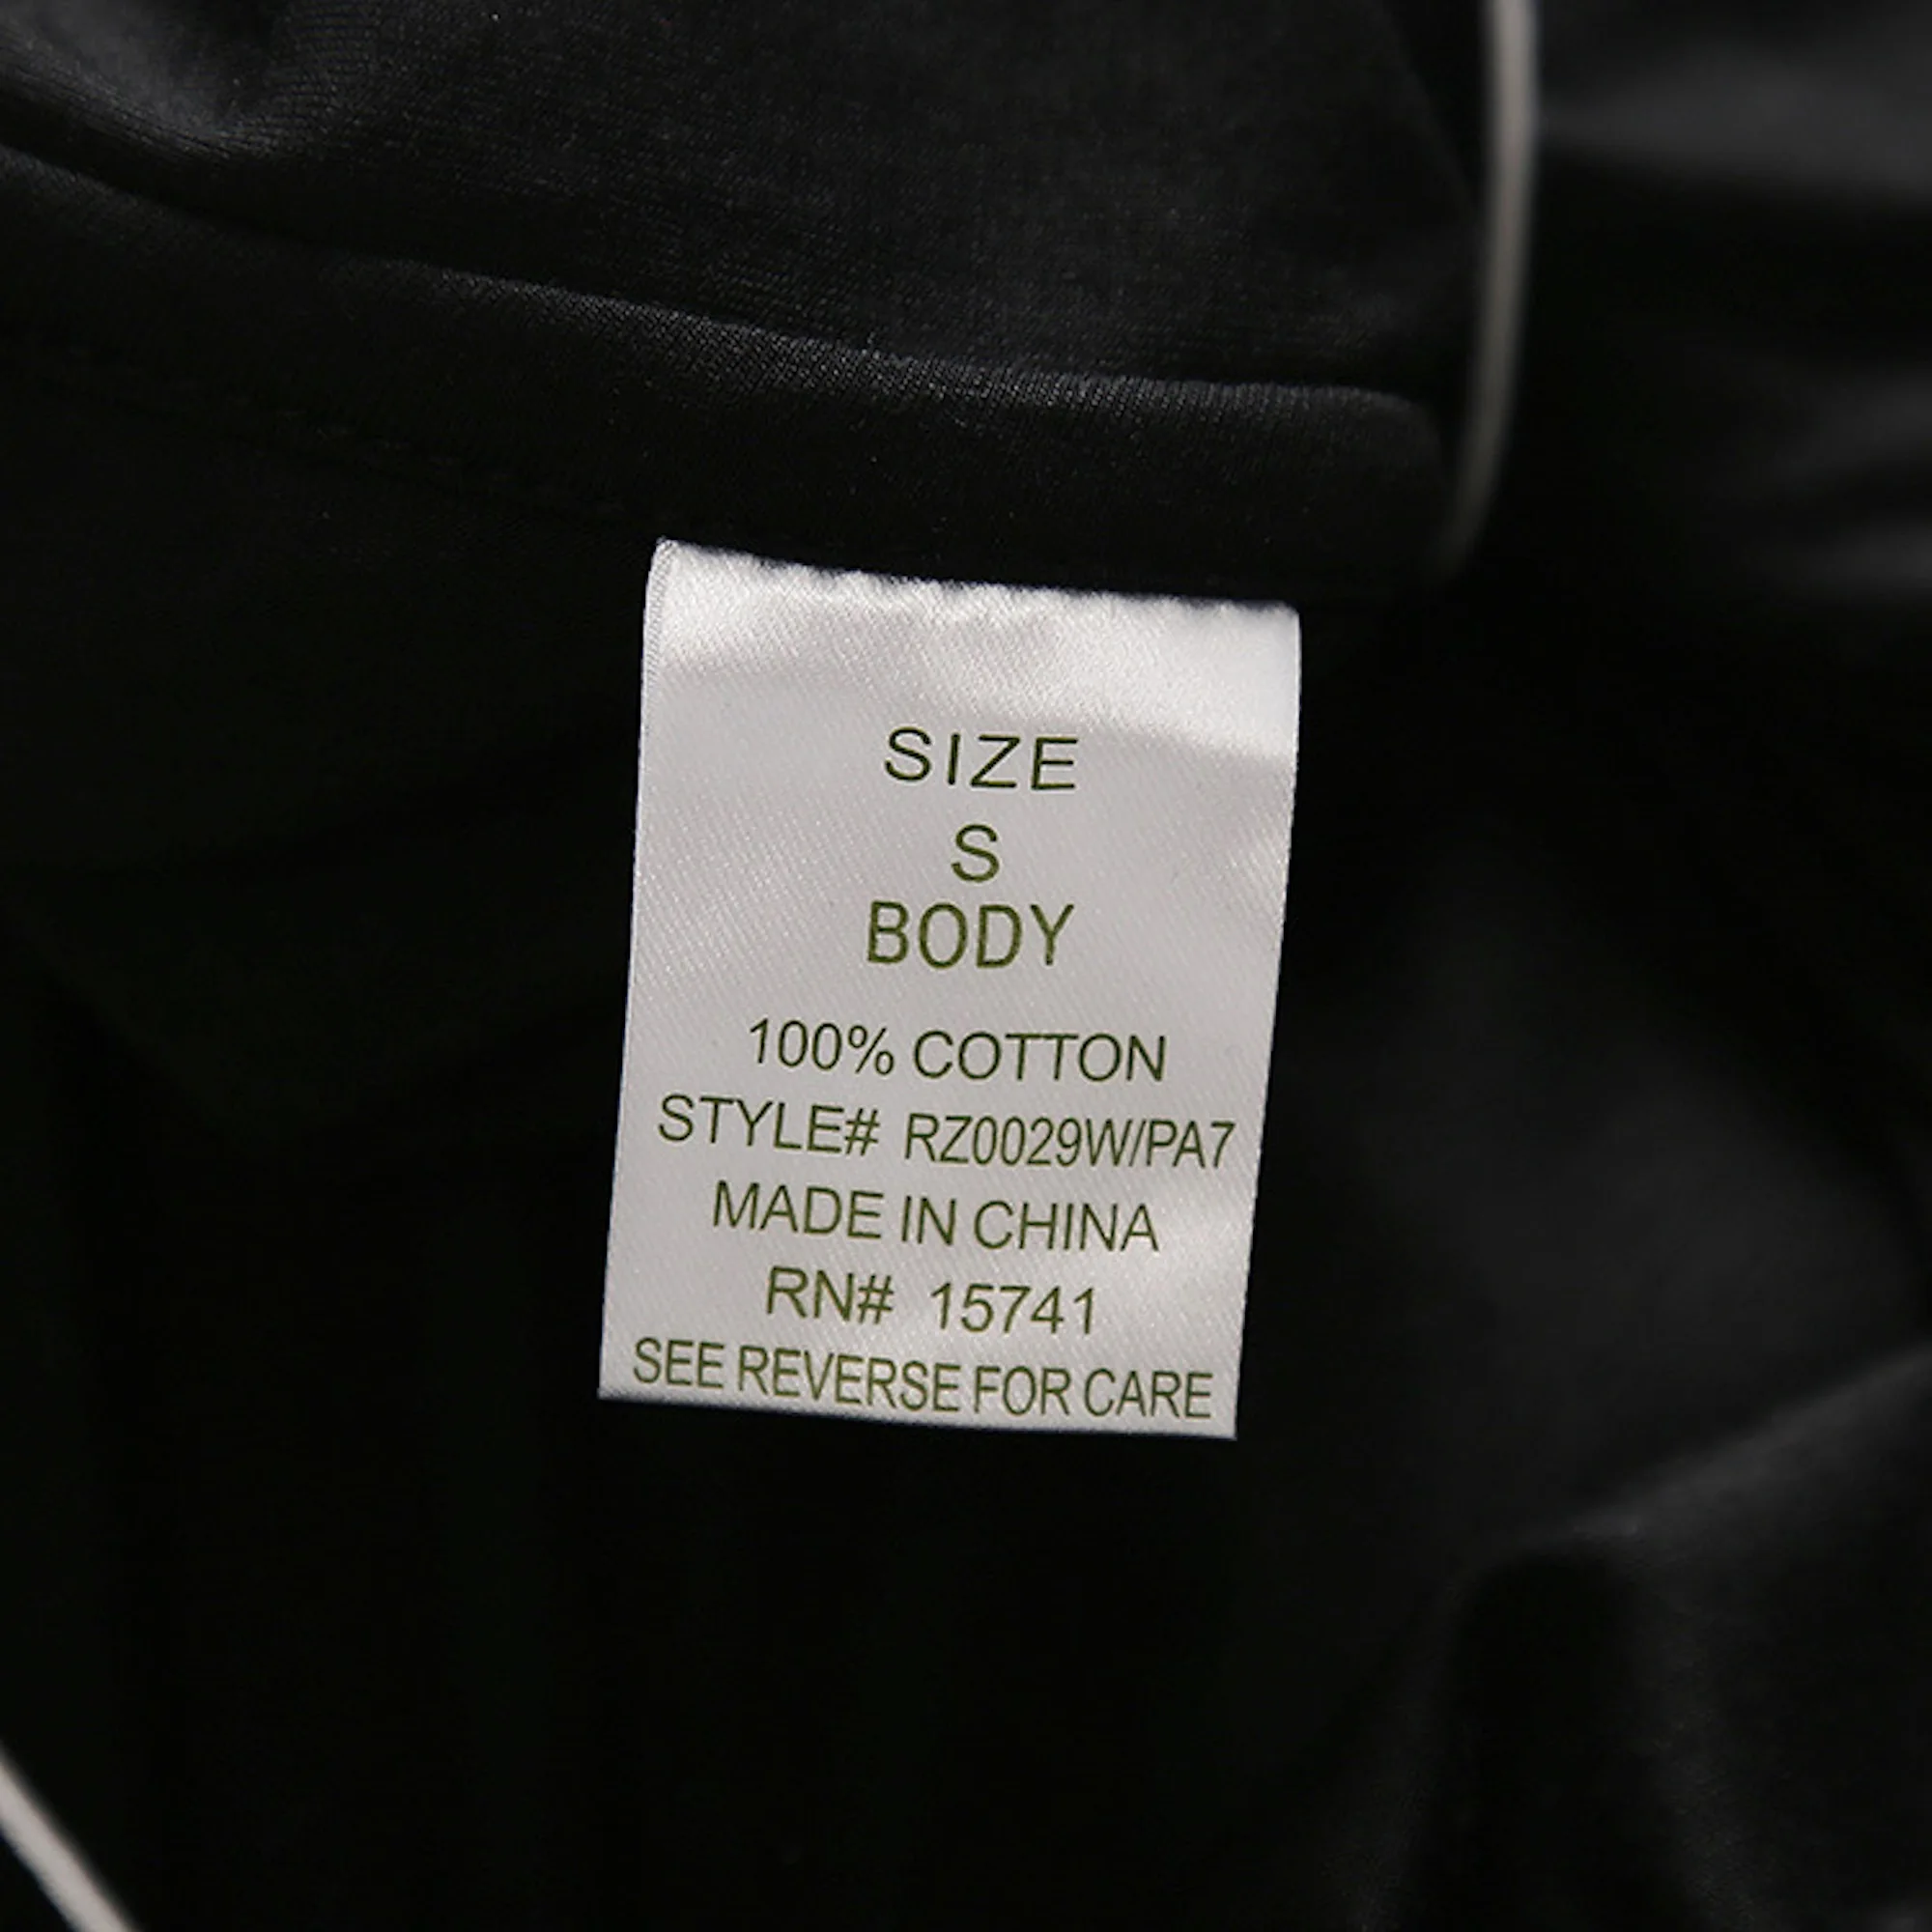 SIZE
S
BODY
100% COTTON
STYLE# RZ0029W/PA7
MADE IN CHINA
RN# 15741
SEE REVERSE FOR CARE